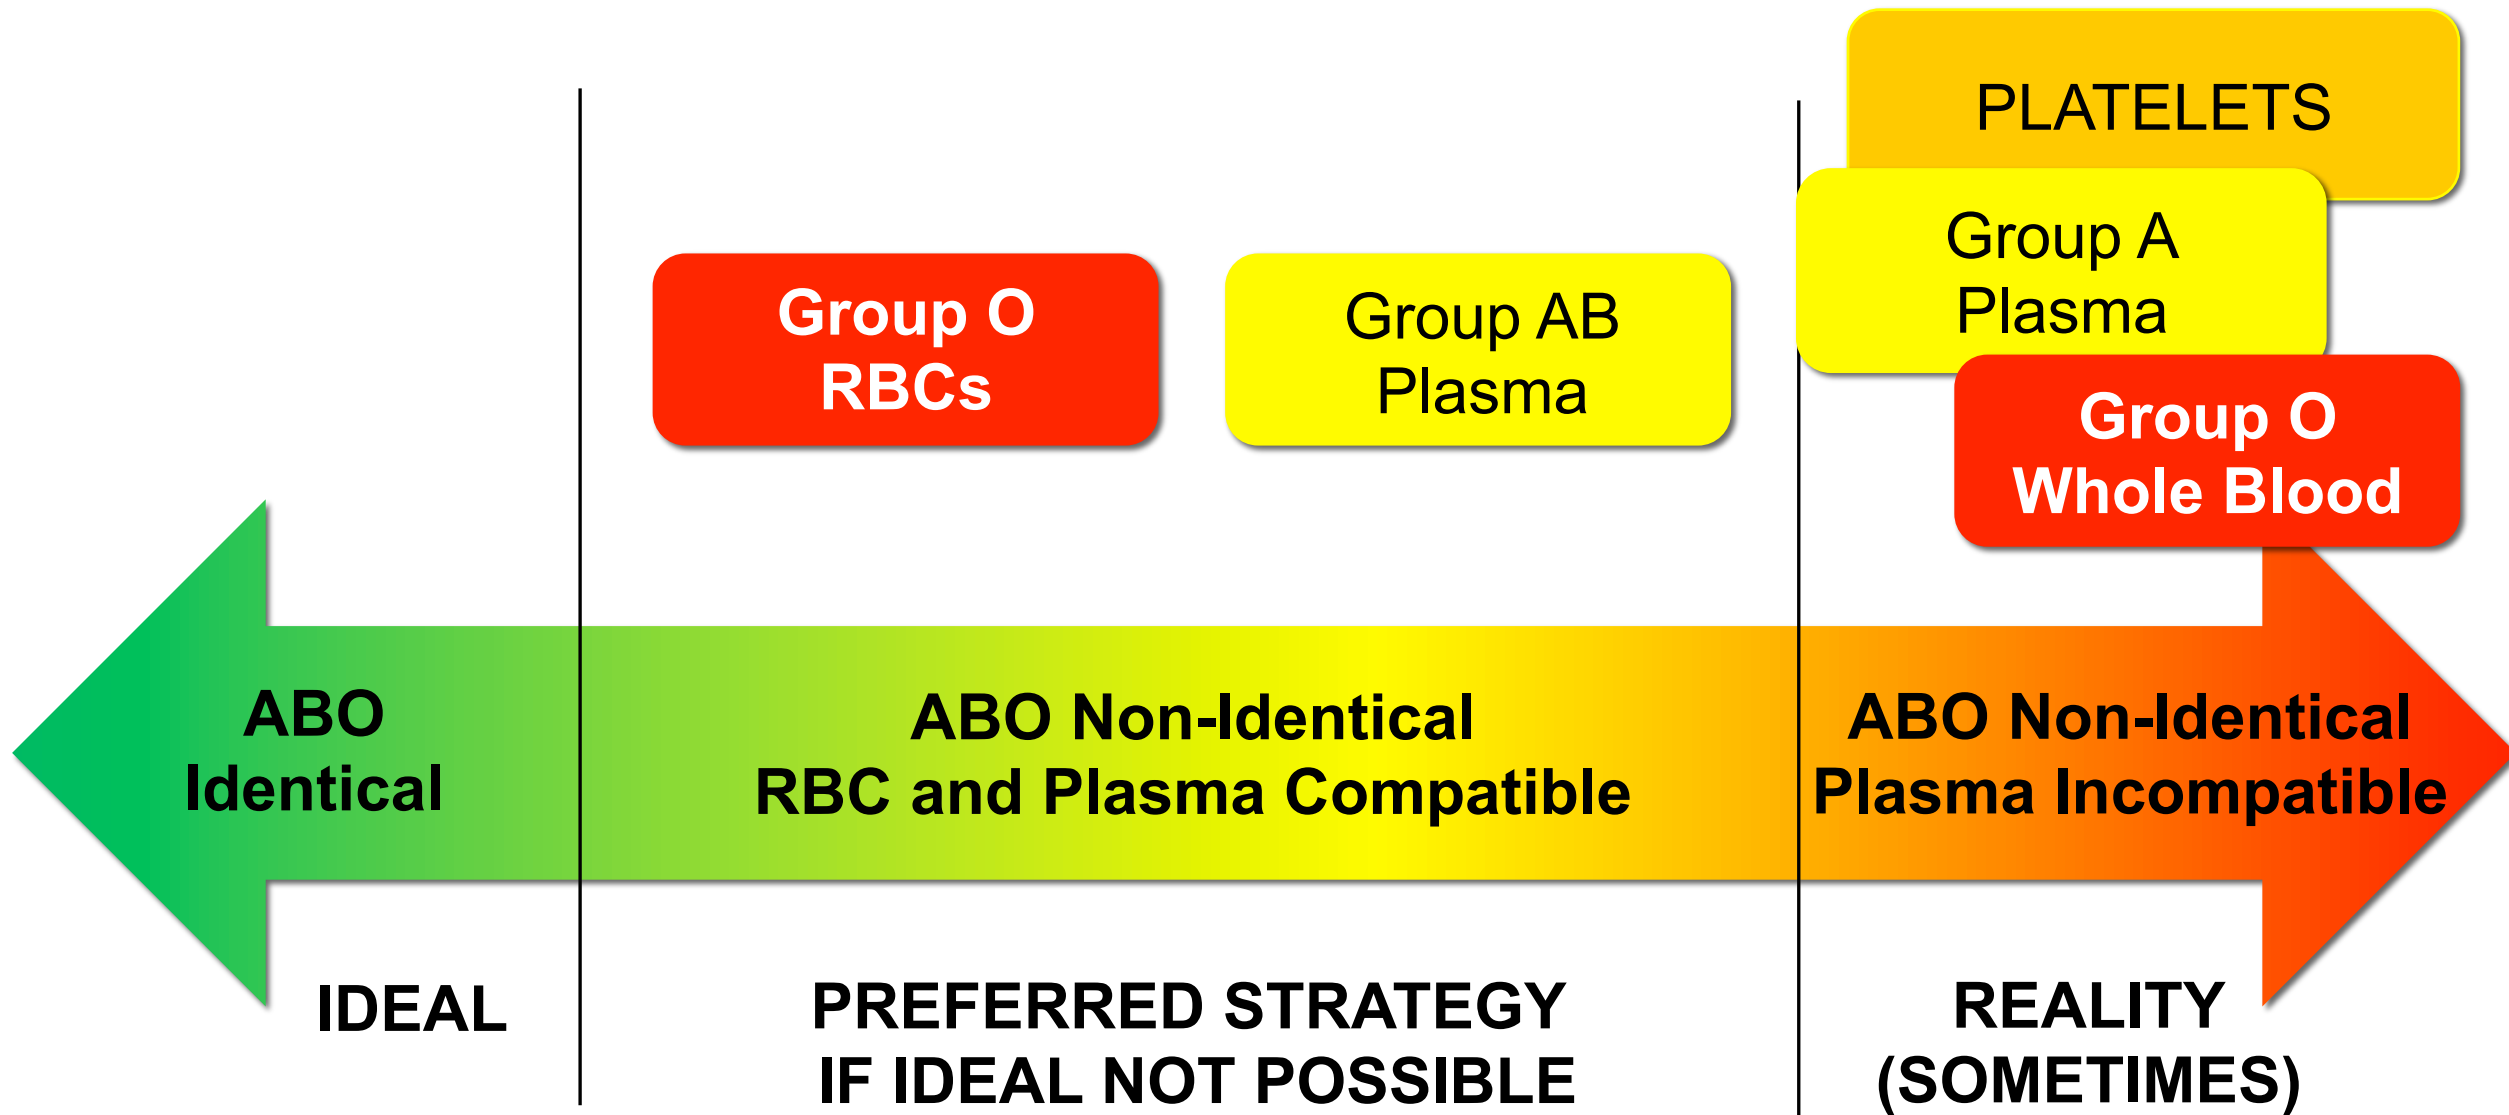 PLATELETS
Group A
Plasma
Group O
RBCs
Group AB
Plasma
Group O
Whole Blood
ABO
Identical
ABO Non-Identical
RBC and Plasma Compatible
ABO Non-Identical
Plasma Incompatible
IDEAL
PREFERRED STRATEGY
IF IDEAL NOT POSSIBLE
REALITY
(SOMETIMES)